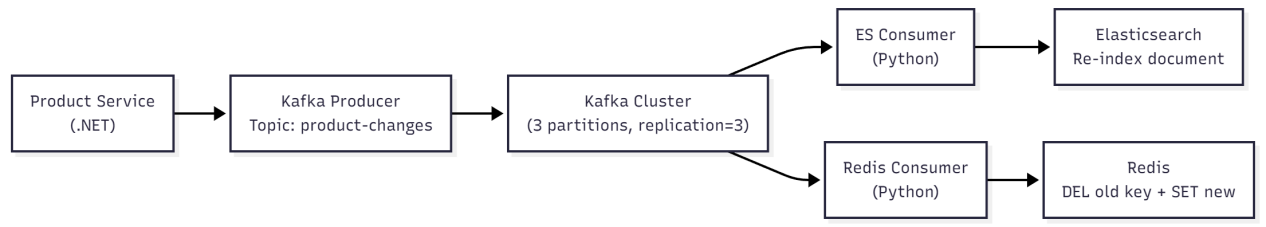 Product Service
(.NET)
Kafka Producer
Topic: product-changes
Kafka Cluster
(3 partitions, replication=3)
ES Consumer
(Python)
Elasticsearch
Re-index document
Redis Consumer
(Python)
Redis
DEL old key + SET new